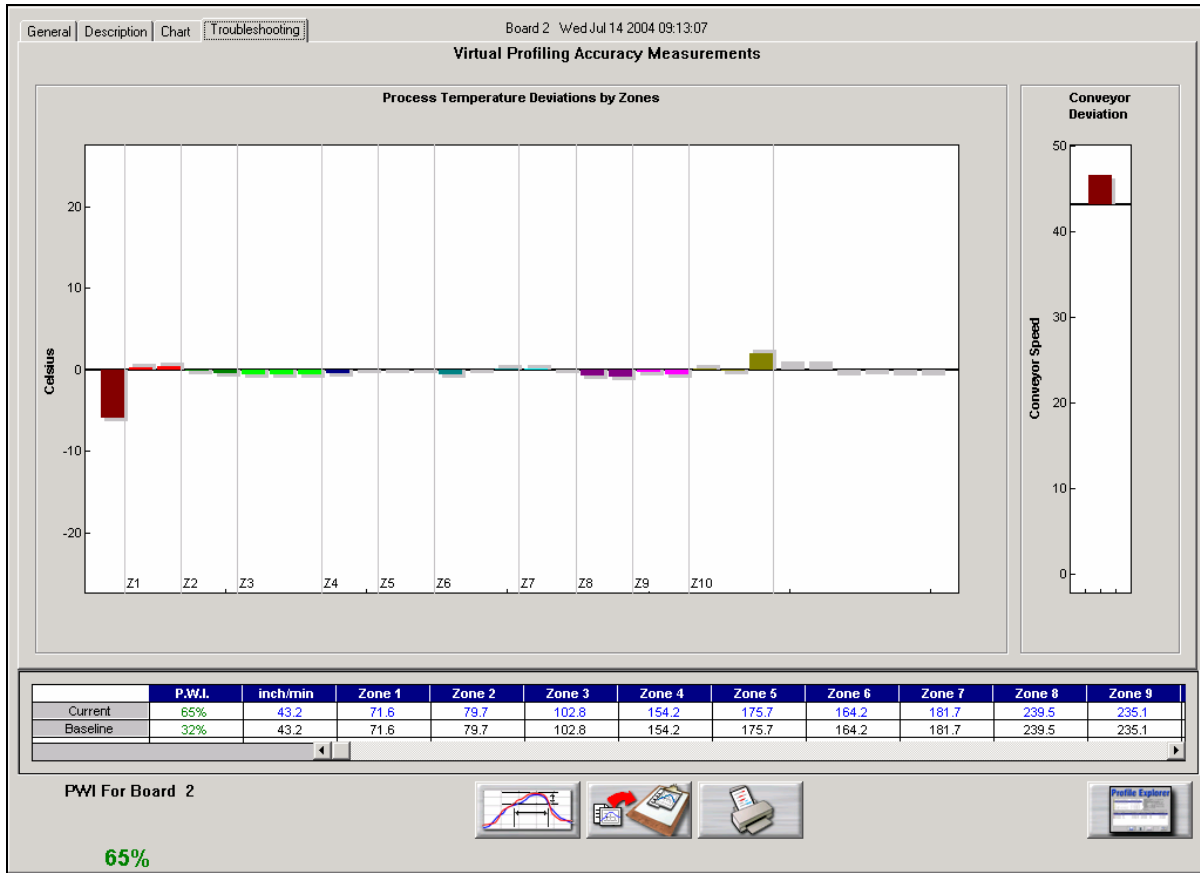 General Description Chart Troubleshooting Board 2 Wed Jul 14 2004 09:13:07
Virtual Profiling Accuracy Measurements
Process Temperature Deviations by Zones
Celsius
20
10
0
-10
-20
Z1 Z2 Z3 Z4 Z5 Z6 Z7 Z8 Z9 Z10
Conveyor
Deviation
Conveyor Speed
50
40
30
20
10
0
P.W.I. inch/min Zone 1 Zone 2 Zone 3 Zone 4 Zone 5 Zone 6 Zone 7 Zone 8 Zone 9
Current 65% 43.2 71.6 79.7 102.8 154.2 175.7 164.2 181.7 239.5 235.1
Baseline 32% 43.2 71.6 79.7 102.8 154.2 175.7 164.2 181.7 239.5 235.1
PWI For Board 2
65%
Profile Explorer